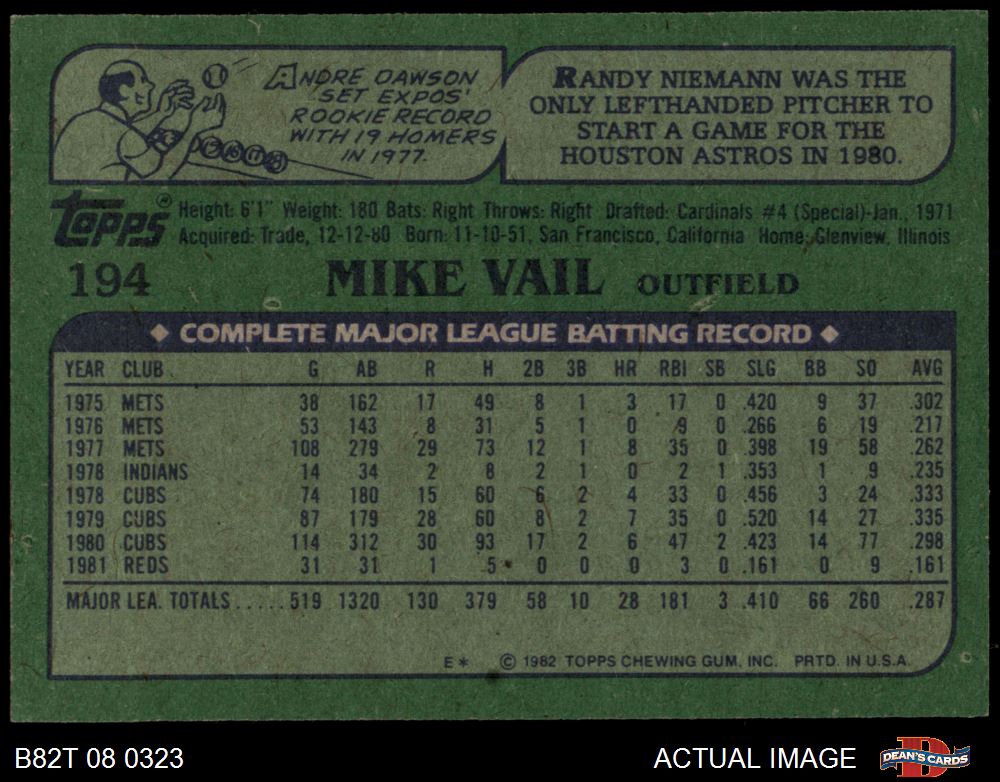 ANDRE DAWSON
SET EXPOS'
ROOKIE RECORD
WITH 19 HOMERS
IN 1977.
RANDY NIEMANN WAS THE
ONLY LEFTHANDED PITCHER TO
START A GAME FOR THE
HOUSTON ASTROS IN 1980.
Topps®
Height: 6'1" Weight: 180 Bats: Right Throws: Right Drafted: Cardinals #4 (Special)-Jan., 1971
Acquired: Trade, 12-12-80 Born: 11-10-51, San Francisco, California Home: Glenview, Illinois
194 MIKE VAIL OUTFIELD
◆ COMPLETE MAJOR LEAGUE BATTING RECORD ◆
YEAR CLUB G AB R H 2B 3B HR RBI SB SLG BB SO AVG
1975 METS 38 162 17 49 8 1 3 17 0 .420 9 37 .302
1976 METS 53 143 8 31 5 1 0 9 0 .266 6 19 .217
1977 METS 108 279 29 73 12 1 8 35 0 .398 19 58 .262
1978 INDIANS 14 34 2 8 2 1 0 2 1 .353 1 9 .235
1978 CUBS 74 180 15 60 6 2 4 33 0 .456 3 24 .333
1979 CUBS 87 179 28 60 8 2 7 35 0 .520 14 27 .335
1980 CUBS 114 312 30 93 17 2 6 47 2 .423 14 77 .298
1981 REDS 31 31 1 5 0 0 0 3 0 .161 0 9 .161
MAJOR LEA. TOTALS.....519 1320 130 379 58 10 28 181 3 .410 66 260 .287
E* © 1982 TOPPS CHEWING GUM, INC. PRTD. IN U.S.A.
B82T 08 0323
ACTUAL IMAGE
DEAN'S CARDS